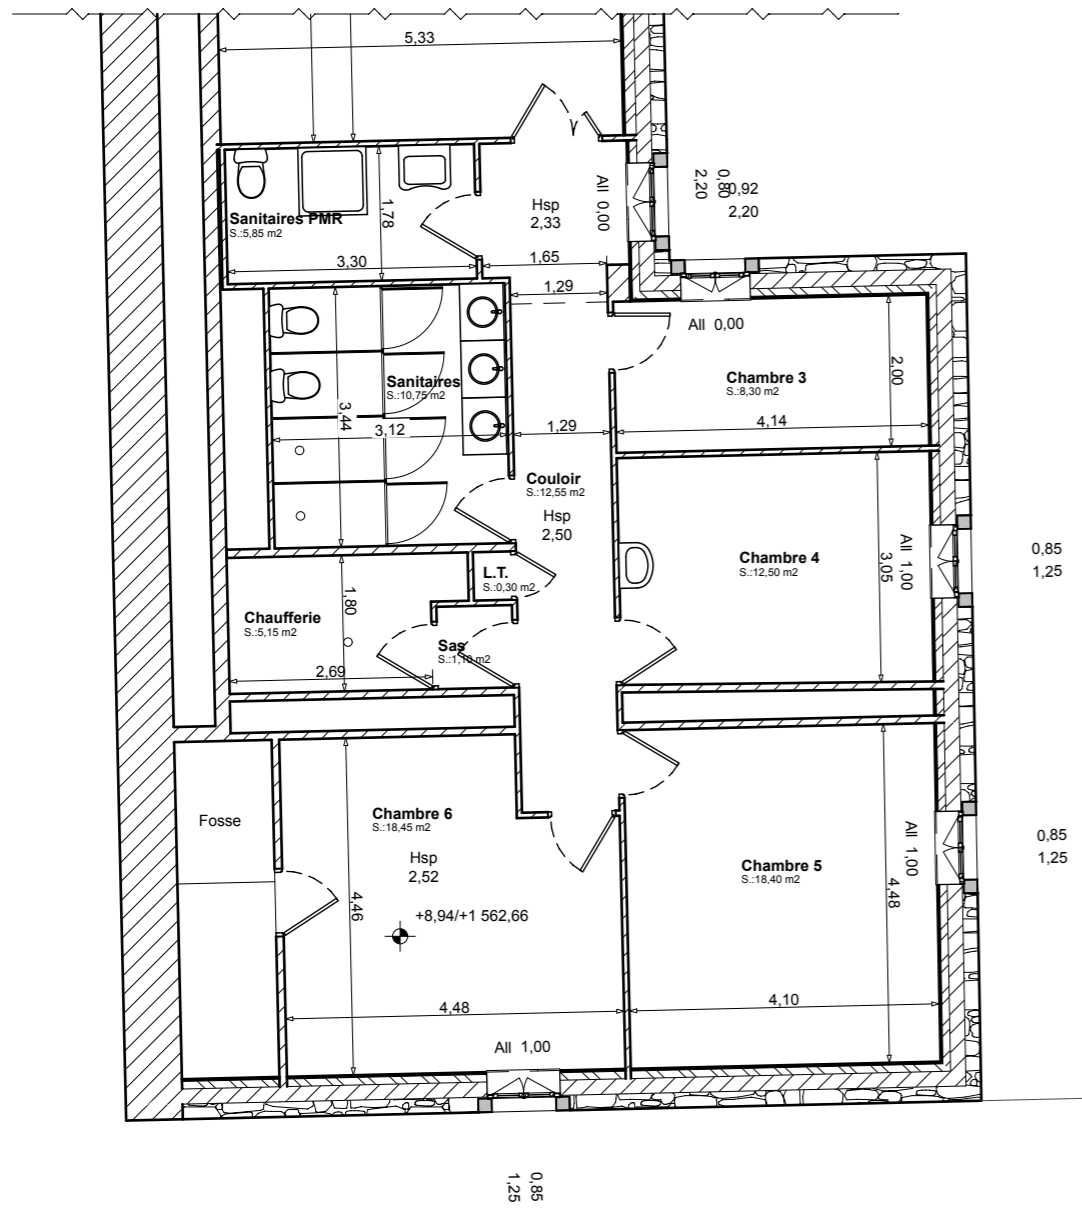 5,33
Hsp
2,33
All 0,00
0,80
2,20
0,92
2,20
Sanitaires PMR
S.:5,85 m2
1,78
3,30
1,65
1,29
All 0,00
Chambre 3
S.:8,30 m2
2,00
4,14
Sanitaires
S.:10,75 m2
3,44
3,12
1,29
Couloir
S.:12,55 m2
Hsp
2,50
Chambre 4
S.:12,50 m2
All 1,00
3,05
0,85
1,25
L.T.
S.:0,30 m2
Chaufferie
S.:5,15 m2
1,80
2,69
Sas
S.:1,10 m2
Fosse
Chambre 6
S.:18,45 m2
Hsp
2,52
+8,94/+1 562,66
4,46
4,48
All 1,00
Chambre 5
S.:18,40 m2
All 1,00
4,48
4,10
0,85
1,25
0,85
1,25